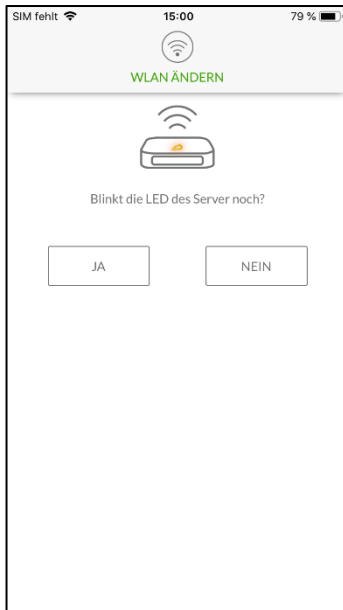 SIM fehlt 15:00 79 %
WLAN ÄNDERN
Blinkt die LED des Server noch?
JA NEIN